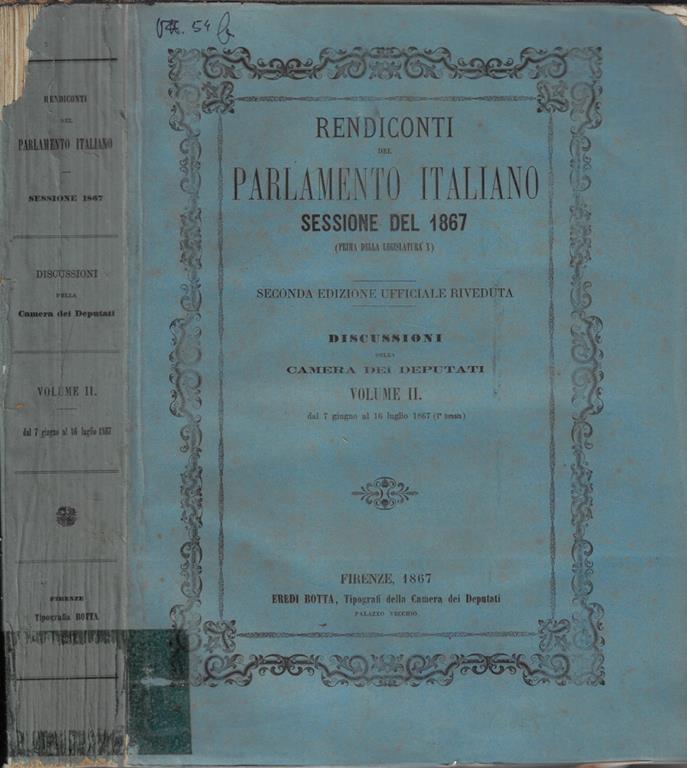 RENDICONTI
DEL
PARLAMENTO ITALIANO
SESSIONE 1867
DISCUSSIONI
DELLA
Camera dei Deputati
VOLUME II.
dal 7 giugno al 16 luglio 1867
FIRENZE
Tipografia BOTTA
RENDICONTI
DEL
PARLAMENTO ITALIANO
SESSIONE DEL 1867
(PRIMA DELLA LEGISLATURA X)
SECONDA EDIZIONE UFFICIALE RIVEDUTA
DISCUSSIONI
DELLA
CAMERA DEI DEPUTATI
VOLUME II.
dal 7 giugno al 16 luglio 1867 (1ª tornata)
FIRENZE, 1867
EREDI BOTTA, Tipografi della Camera dei Deputati
PALAZZO VECCHIO